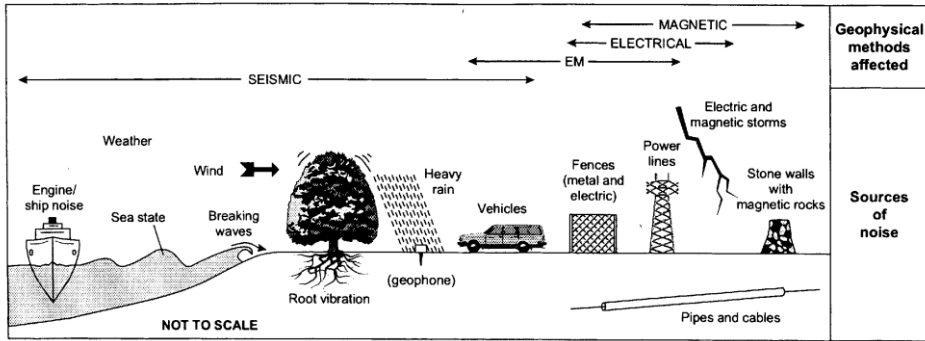 MAGNETIC
ELECTRICAL
EM
SEISMIC
Geophysical
methods
affected
Weather
Wind
Engine/
ship noise
Sea state
Breaking
waves
Root vibration
Heavy
rain
(geophone)
Vehicles
Fences
(metal and
electric)
Power
lines
Electric and
magnetic storms
Stone walls
with
magnetic rocks
Pipes and cables
NOT TO SCALE
Sources
of
noise